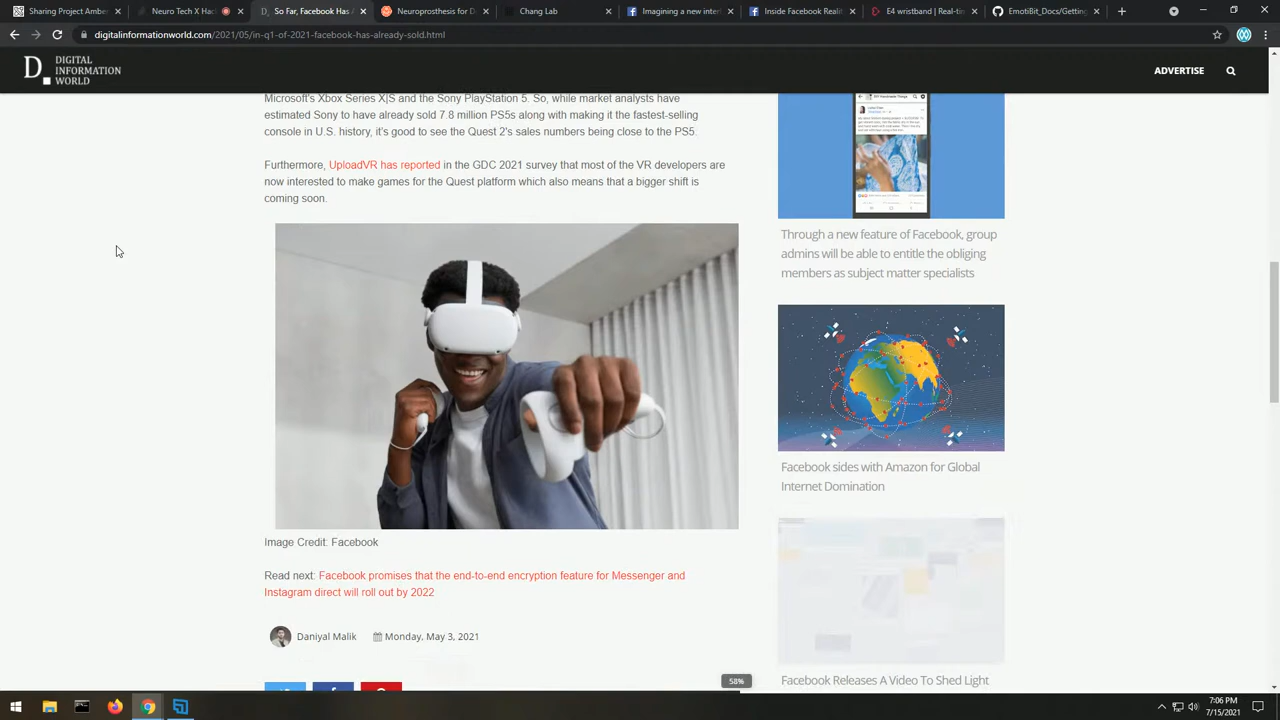 Sharing Project Amber
Neuro Tech X Hardware
So Far, Facebook Has
Neuroprosthesis for D
Chang Lab
Imagining a new inter
Inside Facebook Realit
E4 wristband | Real-ti
EmotiBit_Docs/Getting
digitalinformationworld.com/2021/05/in-q1-of-2021-facebook-has-already-sold.html
D. DIGITAL
INFORMATION
WORLD
ADVERTISE
Microsoft's Xbox Series X|S and the Sony PlayStation 5. So, while market analysts have
estimated Sony to have already sold 7.8 million PS5s along with making it the fastest-selling
console in U.S. history, it's good to see the Quest 2's sales numbers being close to the PS5.
Furthermore, UploadVR has reported in the GDC 2021 survey that most of the VR developers are
now interested to make games for the Quest platform which also means that a bigger shift is
coming soon.
Image Credit: Facebook
Read next: Facebook promises that the end-to-end encryption feature for Messenger and
Instagram direct will roll out by 2022
Daniyal Malik
Monday, May 3, 2021
Through a new feature of Facebook, group
admins will be able to entitle the obliging
members as subject matter specialists
Facebook sides with Amazon for Global
Internet Domination
Facebook Releases A Video To Shed Light
58%
7:06 PM
7/15/2021